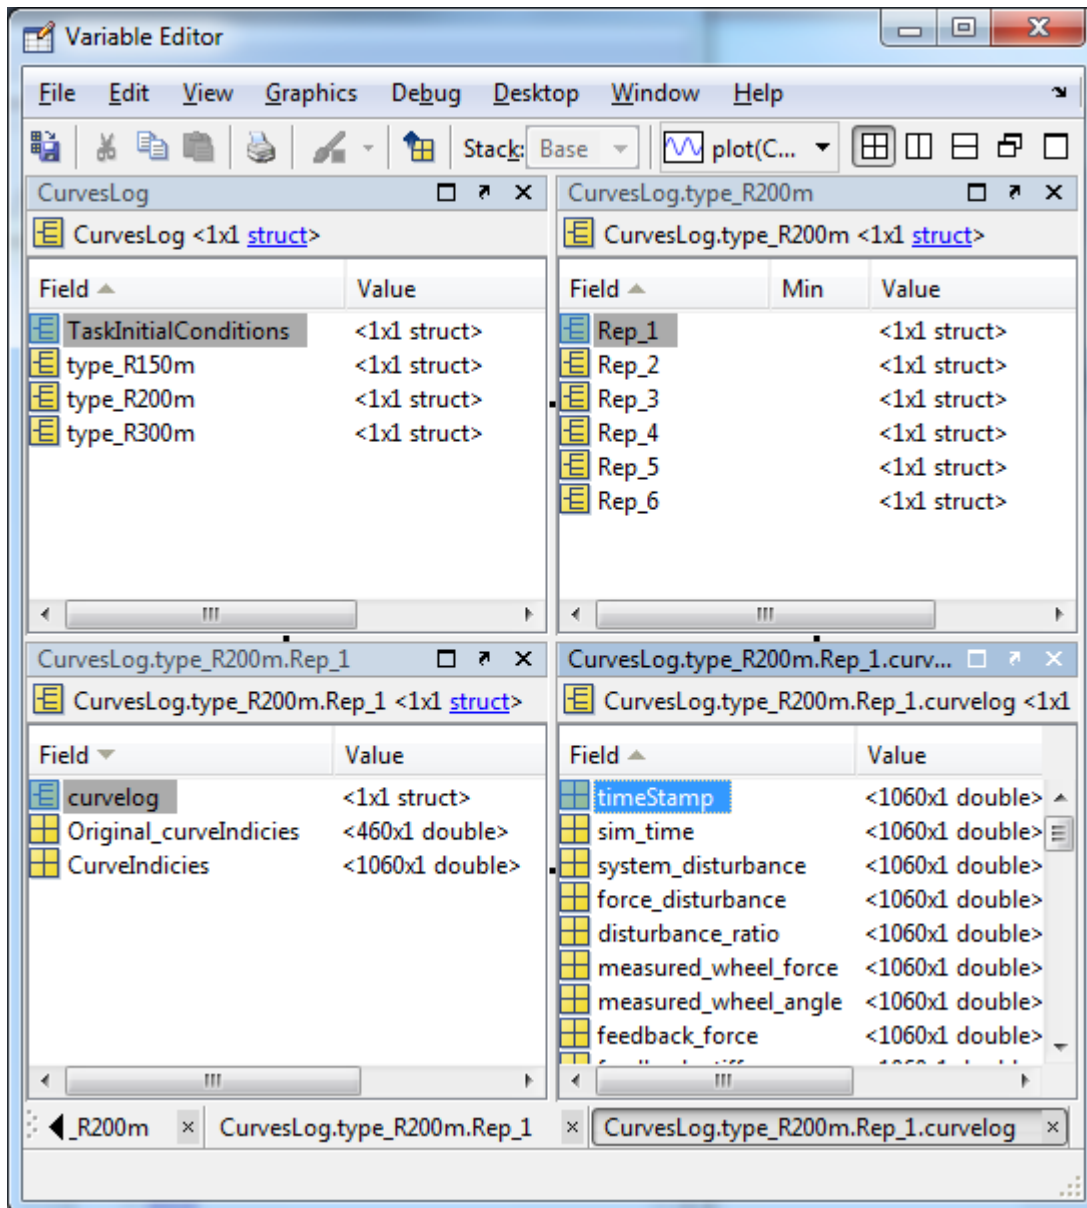 Variable Editor
File Edit View Graphics Debug Desktop Window Help
Stack: Base plot(C...
CurvesLog
CurvesLog <1x1 struct>
Field Value
TaskInitialConditions <1x1 struct>
type_R150m <1x1 struct>
type_R200m <1x1 struct>
type_R300m <1x1 struct>
CurvesLog.type_R200m
CurvesLog.type_R200m <1x1 struct>
Field Min Value
Rep_1 <1x1 struct>
Rep_2 <1x1 struct>
Rep_3 <1x1 struct>
Rep_4 <1x1 struct>
Rep_5 <1x1 struct>
Rep_6 <1x1 struct>
CurvesLog.type_R200m.Rep_1
CurvesLog.type_R200m.Rep_1 <1x1 struct>
Field Value
curvelog <1x1 struct>
Original_curveIndicies <460x1 double>
CurveIndicies <1060x1 double>
CurvesLog.type_R200m.Rep_1.curv...
CurvesLog.type_R200m.Rep_1.curvelog <1x1
Field Value
timeStamp <1060x1 double>
sim_time <1060x1 double>
system_disturbance <1060x1 double>
force_disturbance <1060x1 double>
disturbance_ratio <1060x1 double>
measured_wheel_force <1060x1 double>
measured_wheel_angle <1060x1 double>
feedback_force <1060x1 double>
_R200m CurvesLog.type_R200m.Rep_1 CurvesLog.type_R200m.Rep_1.curvelog